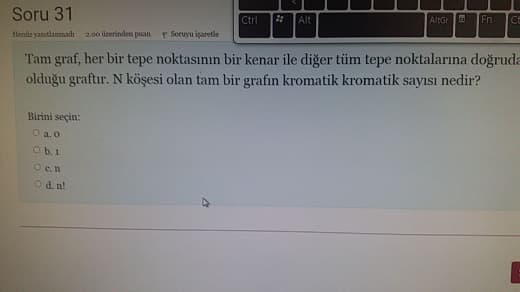 Soru 31
Henüz yanıtlanmadı 2,00 üzerinden puan Soruyu işaretle
Ctrl Alt AltGr Fn
Tam graf, her bir tepe noktasının bir kenar ile diğer tüm tepe noktalarına doğruda
olduğu graftır. N köşesi olan tam bir grafın kromatik kromatik sayısı nedir?
Birini seçin:
a. 0
b. 1
c. n
d. n!